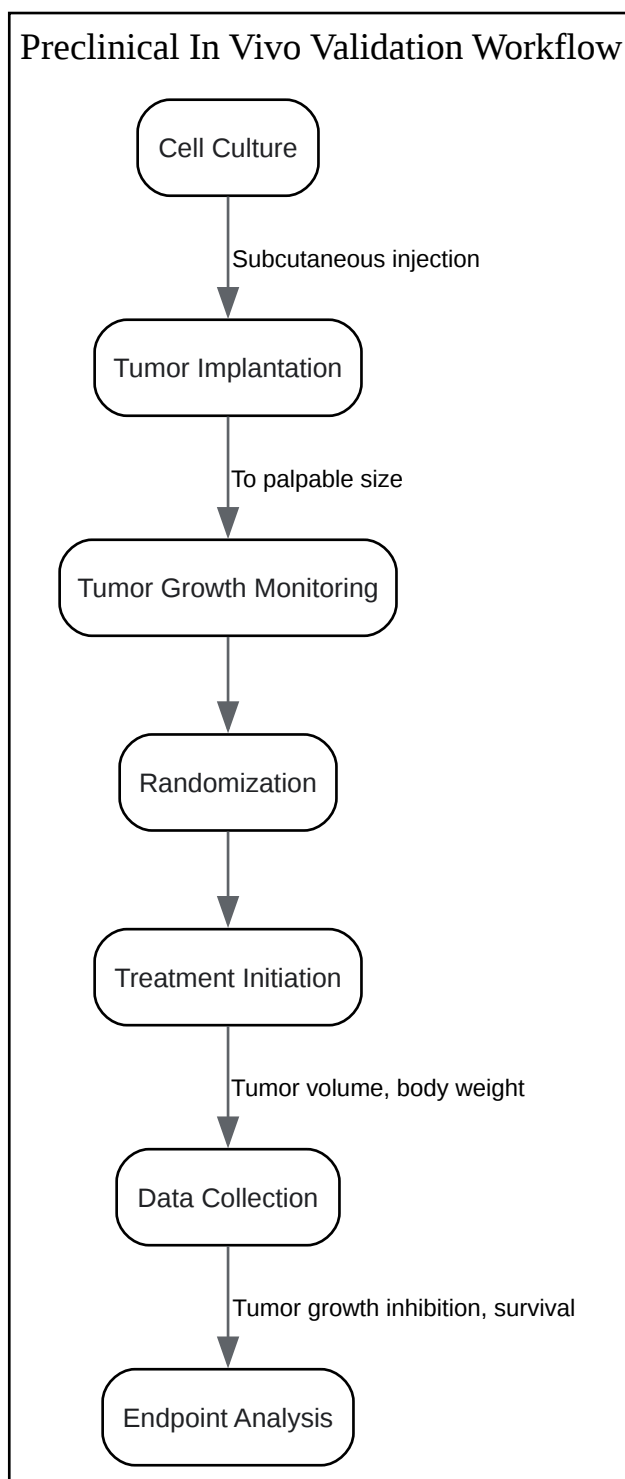 Preclinical In Vivo Validation Workflow
Cell Culture
Subcutaneous injection
Tumor Implantation
To palpable size
Tumor Growth Monitoring
Randomization
Treatment Initiation
Tumor volume, body weight
Data Collection
Tumor growth inhibition, survival
Endpoint Analysis